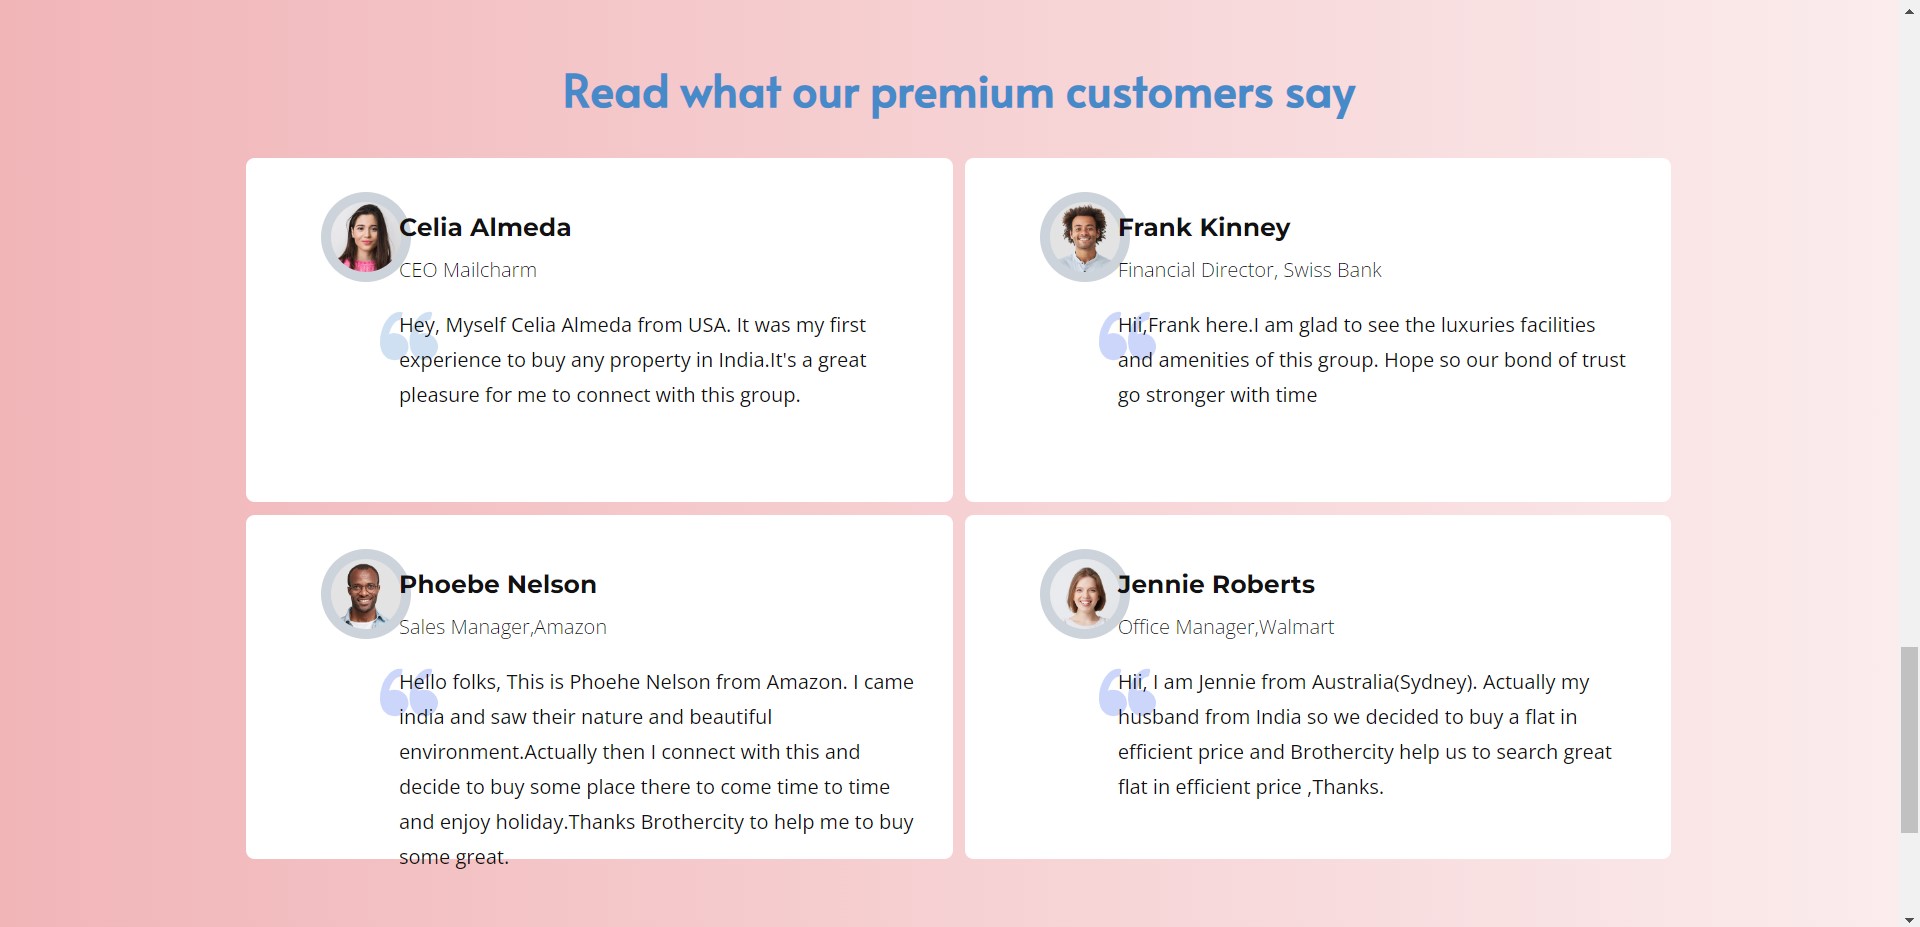 Read what our premium customers say
Celia Almeda
CEO Mailcharm
Hey, Myself Celia Almeda from USA. It was my first
experience to buy any property in India.It's a great
pleasure for me to connect with this group.
Frank Kinney
Financial Director, Swiss Bank
Hii,Frank here.I am glad to see the luxuries facilities
and amenities of this group. Hope so our bond of trust
go stronger with time
Phoebe Nelson
Sales Manager,Amazon
Hello folks, This is Phoehe Nelson from Amazon. I came
india and saw their nature and beautiful
environment.Actually then I connect with this and
decide to buy some place there to come time to time
and enjoy holiday.Thanks Brothercity to help me to buy
some great.
Jennie Roberts
Office Manager,Walmart
Hii, I am Jennie from Australia(Sydney). Actually my
husband from India so we decided to buy a flat in
efficient price and Brothercity help us to search great
flat in efficient price ,Thanks.